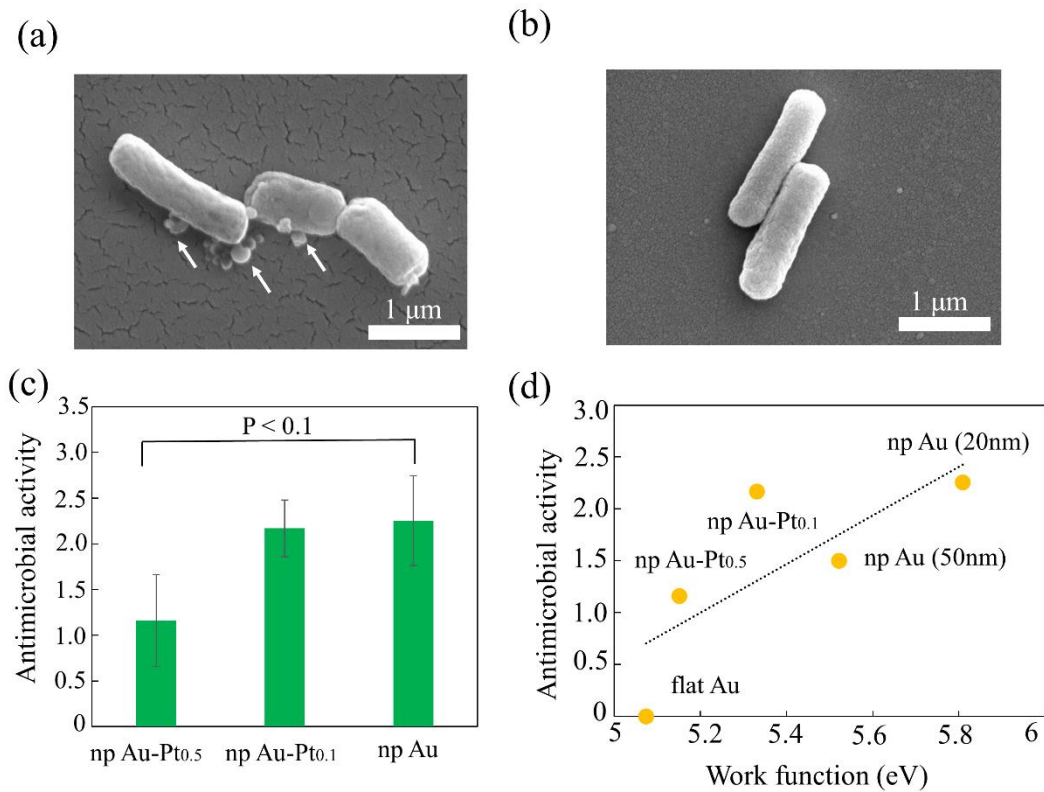 (a)
(b)
1 μm
1 μm
(c)
Antimicrobial activity
3.5
3.0
2.5
2.0
1.5
1.0
0.5
0
P < 0.1
np Au-Pt0.5
np Au-Pt0.1
np Au
(d)
Antimicrobial activity
3.0
2.5
2.0
1.5
1.0
0.5
0
np Au (20nm)
np Au-Pt0.1
np Au-Pt0.5
np Au (50nm)
flat Au
5
5.2
5.4
5.6
5.8
6
Work function (eV)